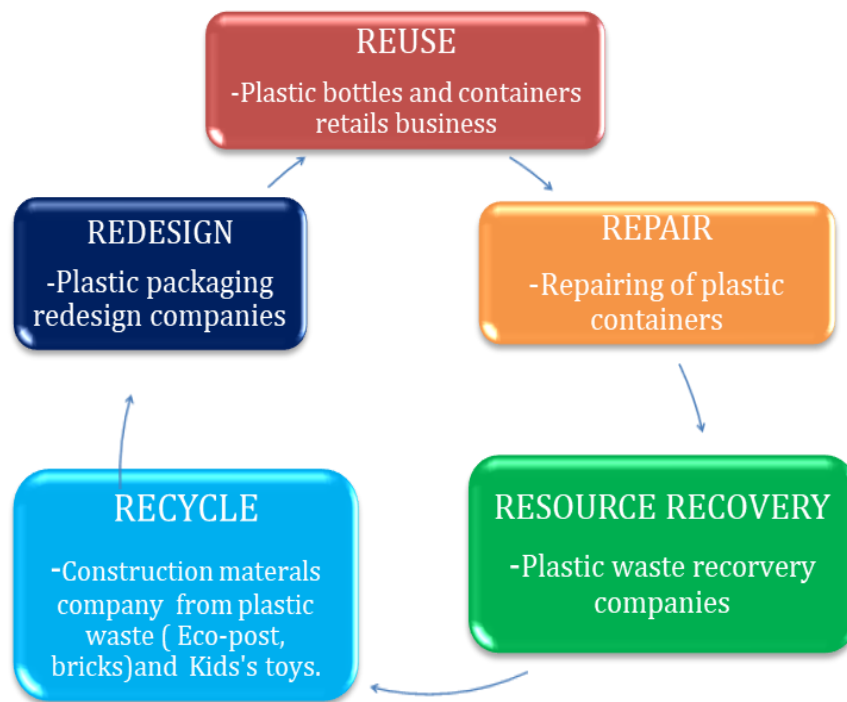 REUSE
-Plastic bottles and containers
retails business
REDESIGN
-Plastic packaging
redesign companies
REPAIR
-Repairing of plastic
containers
RECYCLE
-Construction materals
company from plastic
waste ( Eco-post,
bricks)and Kids's toys.
RESOURCE RECOVERY
-Plastic waste recorvery
companies